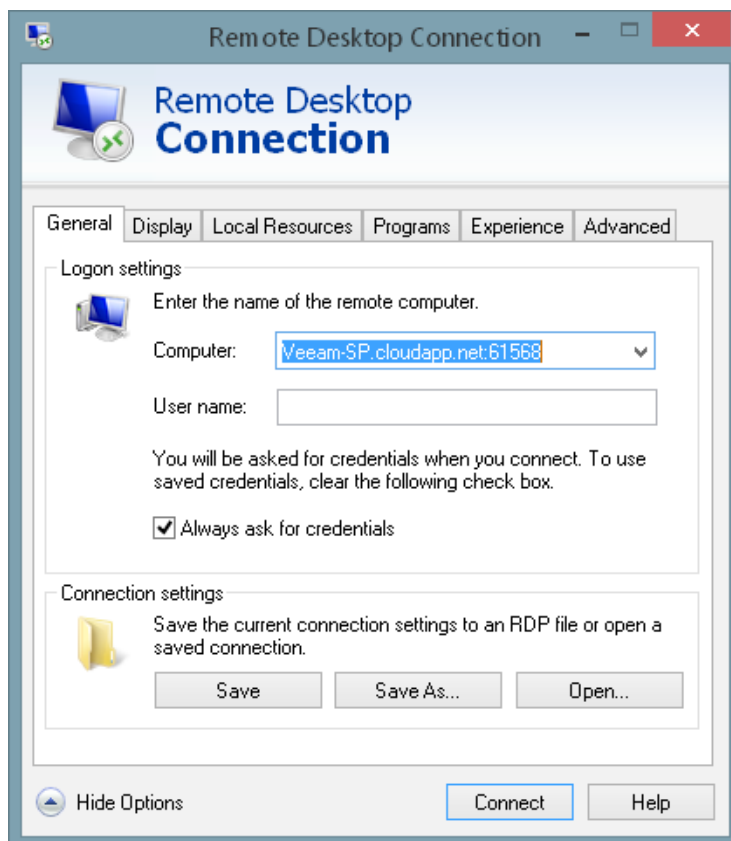 Remote Desktop Connection
Remote Desktop
Connection
General Display Local Resources Programs Experience Advanced
Logon settings
Enter the name of the remote computer.
Computer: Veeam-SP.cloudapp.net:61568
User name:
You will be asked for credentials when you connect. To use
saved credentials, clear the following check box.
Always ask for credentials
Connection settings
Save the current connection settings to an RDP file or open a
saved connection.
Save Save As... Open...
Hide Options Connect Help